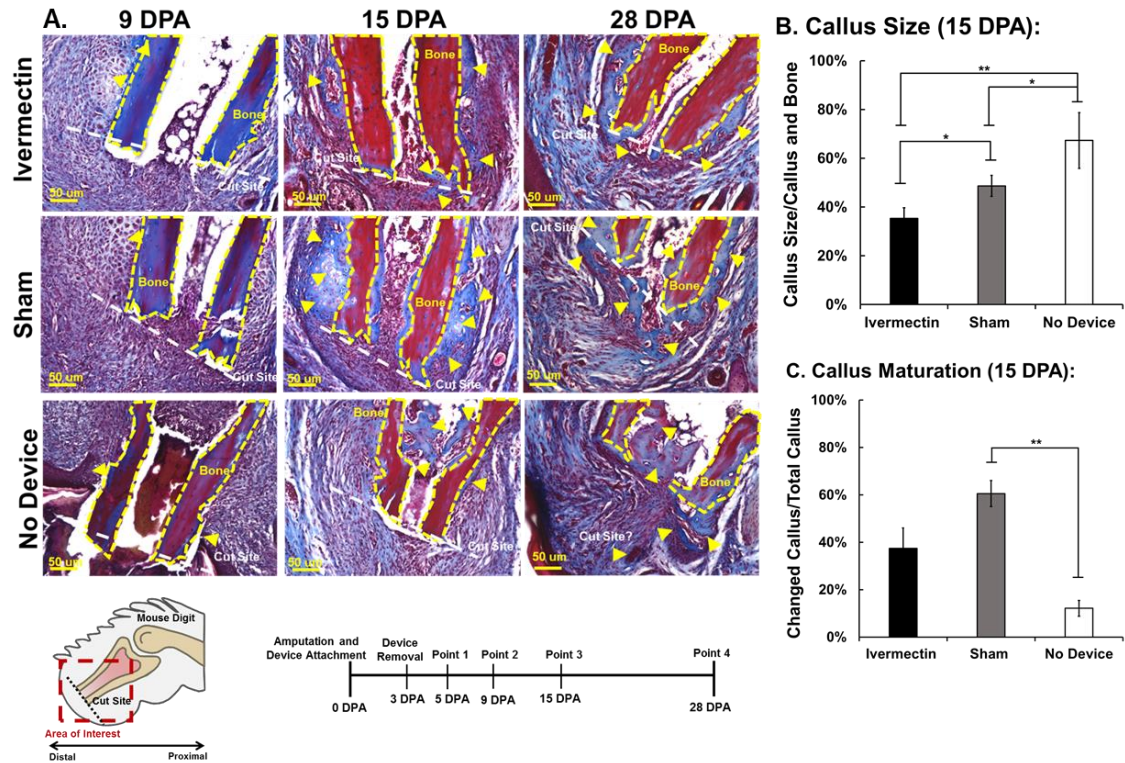 A.
9 DPA
15 DPA
28 DPA
Ivermectin
Bone
Cut Site
50 um
Cut Site
50 um
Bone
Cut Site
50 um
Sham
Bone
Cut Site
50 um
Bone
Cut Site
50 um
Cut Site
Bone
50 um
No Device
Bone
Cut Site
50 um
Bone
Cut Site
50 um
Bone
Cut Site?
50 um
B. Callus Size (15 DPA):
Callus Size/Callus and Bone
100%
80%
60%
40%
20%
0%
**
*
*
Ivermectin
Sham
No Device
C. Callus Maturation (15 DPA):
Changed Callus/Total Callus
100%
80%
60%
40%
20%
0%
**
Ivermectin
Sham
No Device
Mouse Digit
Cut Site
Area of Interest
Distal
Proximal
Amputation and
Device Attachment
Device
Removal
Point 1
Point 2
Point 3
Point 4
0 DPA
3 DPA
5 DPA
9 DPA
15 DPA
28 DPA